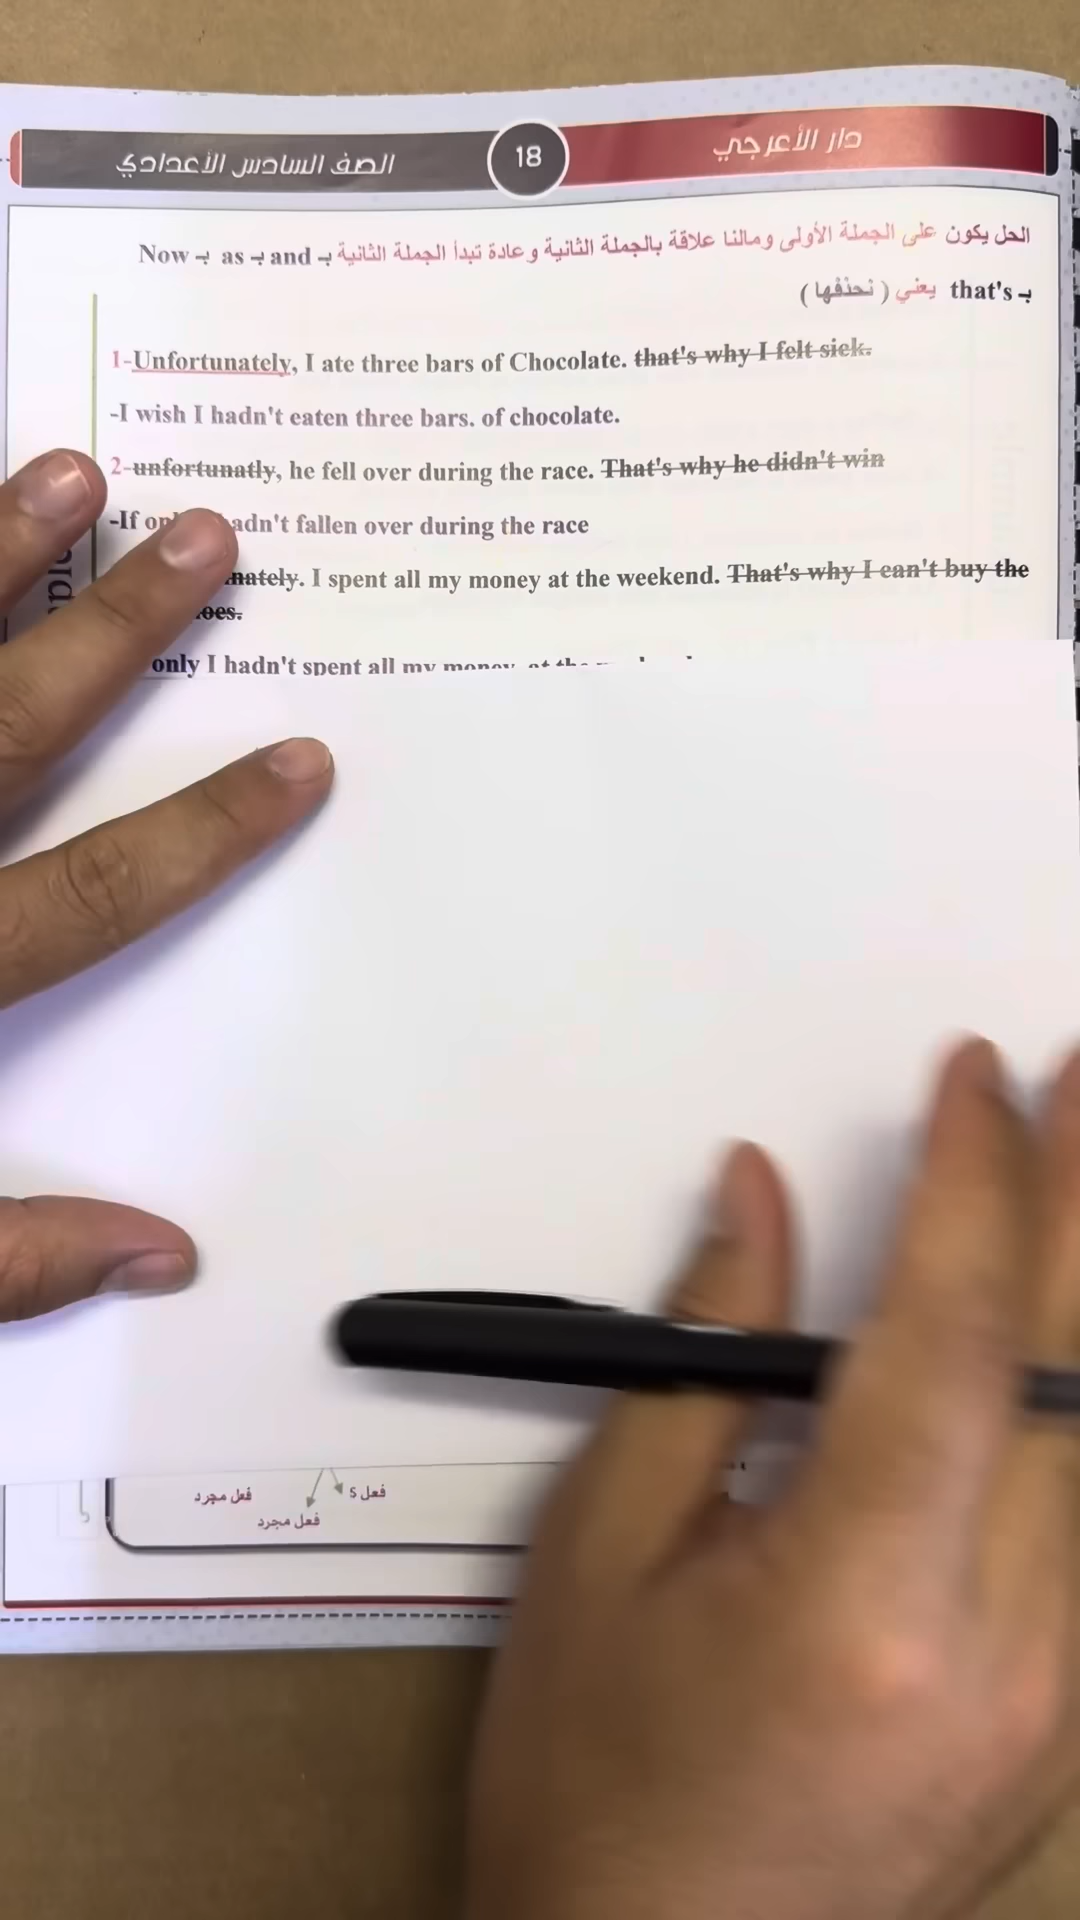 دار الأعرجي
18
الصف السادس الأعدادي
الحل يكون على الجملة الأولى ومالنا علاقة بالجملة الثانية وعادة تبدأ الجملة الثانية بـ and بـ as بـ Now
بـ that's يعني ( نحذفها )
1-Unfortunately, I ate three bars of Chocolate. that's why I felt sick.
-I wish I hadn't eaten three bars. of chocolate.
2-unfortunatly, he fell over during the race. That's why he didn't win
-If hadn't fallen over during the race
I spent all my money at the weekend. That's why I can't buy the
only I hadn't spent all my money
فعل مجرد
فعل s
فعل مجرد